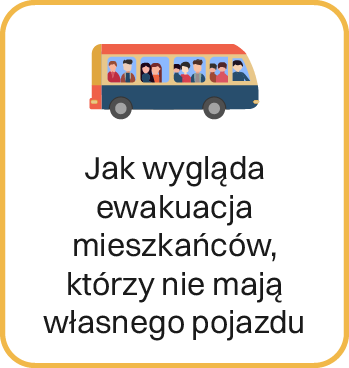 Jak wygląda
ewakuacja
mieszkańców,
którzy nie mają
własnego pojazdu